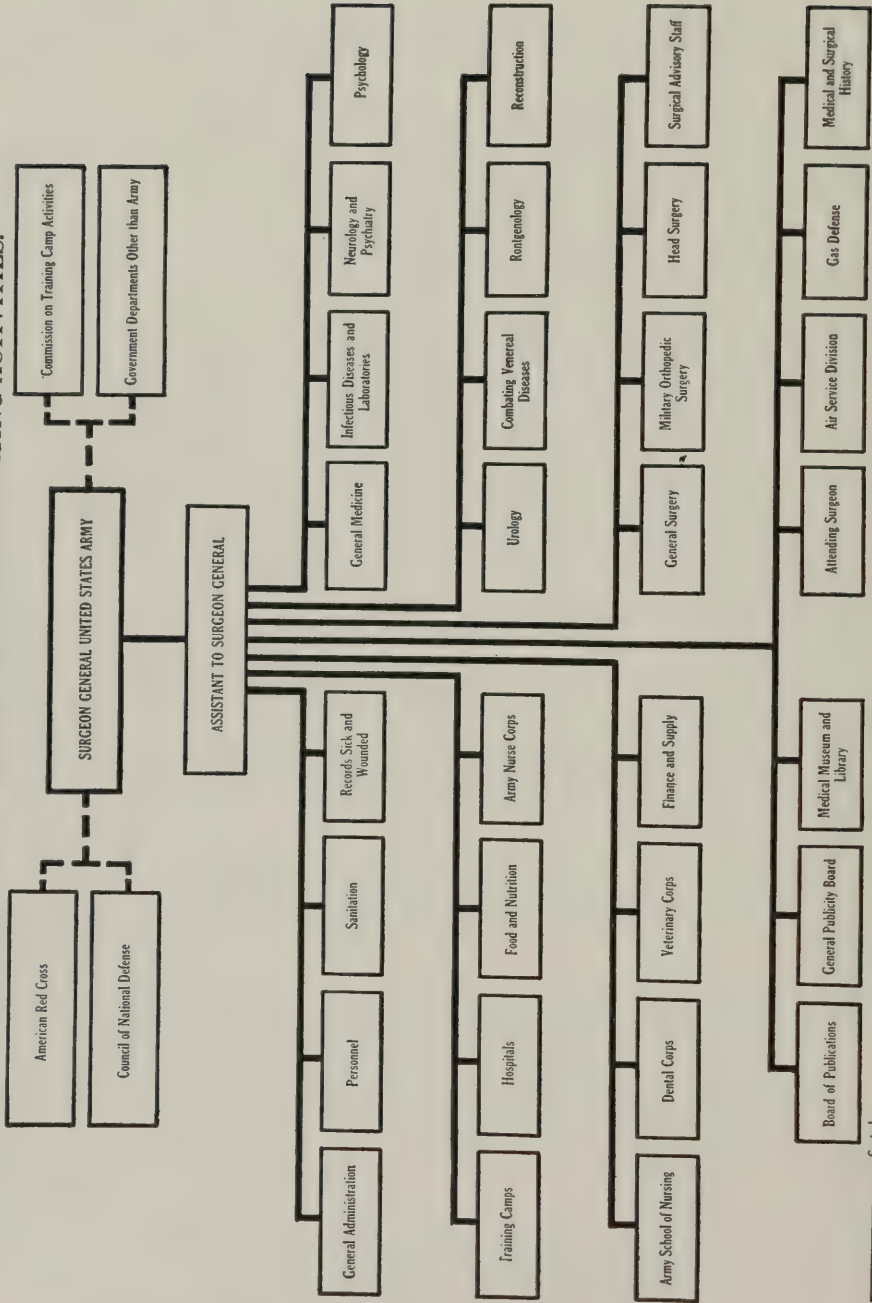 American Red Cross
Council of National Defense
SURGEON GENERAL UNITED STATES ARMY
Commission on Training Camp Activities
Government Departments Other than Army
ASSISTANT TO SURGEON GENERAL
General Administration
Personnel
Sanitation
Records Sick and
Wounded
General Medicine
Infectious Diseases and
Laboratories
Neurology and
Psychiatry
Psychology
Training Camps
Hospitals
Food and Nutrition
Army Nurse Corps
Urology
Combating Venereal
Diseases
Rontgenology
Reconstruction
Army School of Nursing
Dental Corps
Veterinary Corps
Finance and Supply
General Surgery
Military Orthopedic
Surgery
Head Surgery
Surgical Advisory Staff
Board of Publications
General Publicity Board
Medical Museum and
Library
Attending Surgeon
Air Service Division
Gas Defense
Medical and Surgical
History